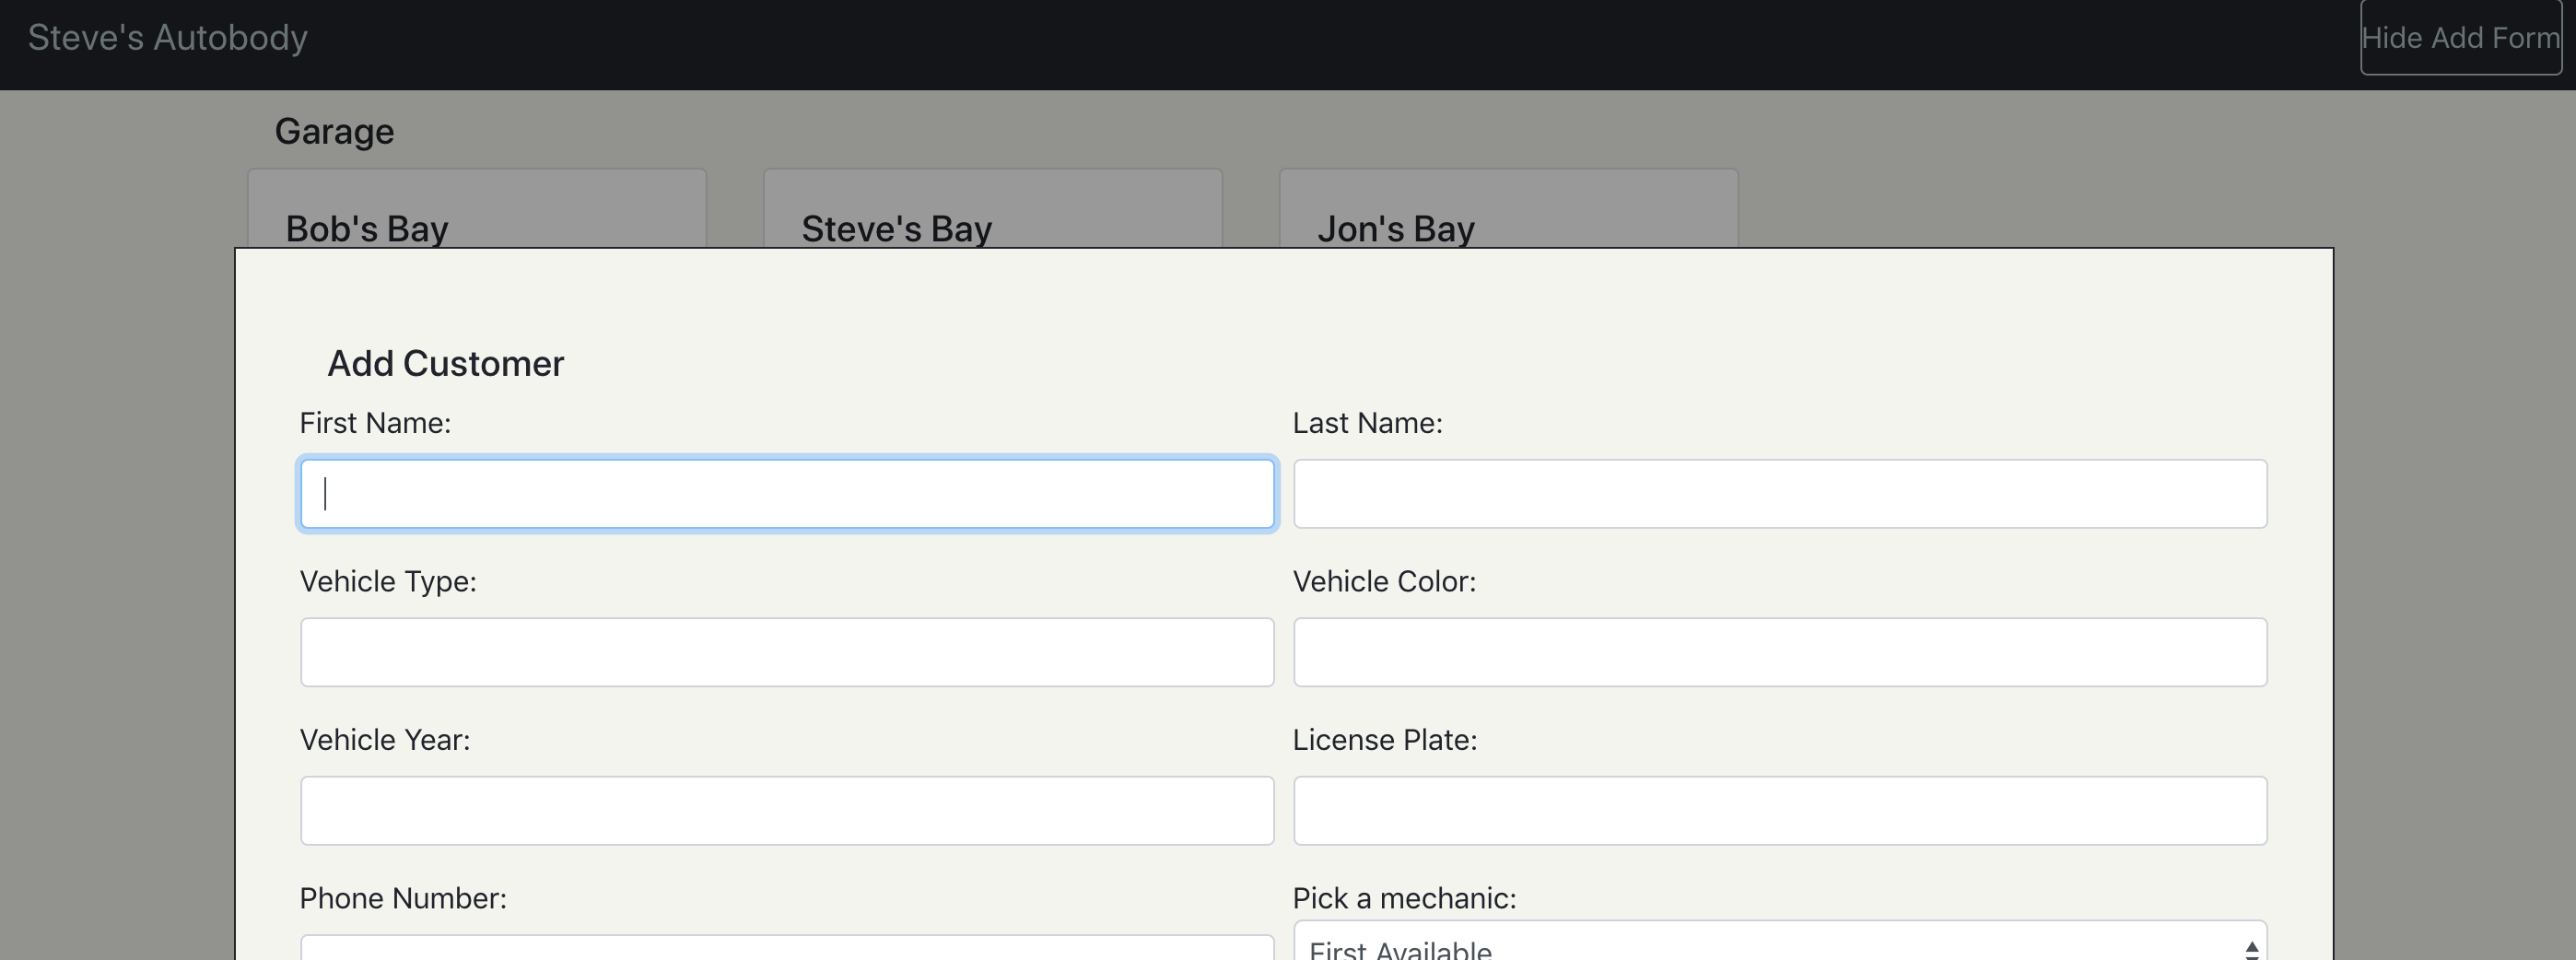 Steve's Autobody
Hide Add Form
Garage
Bob's Bay
Steve's Bay
Jon's Bay
Add Customer
First Name:
Last Name:
Vehicle Type:
Vehicle Color:
Vehicle Year:
License Plate:
Phone Number:
Pick a mechanic:
First Available